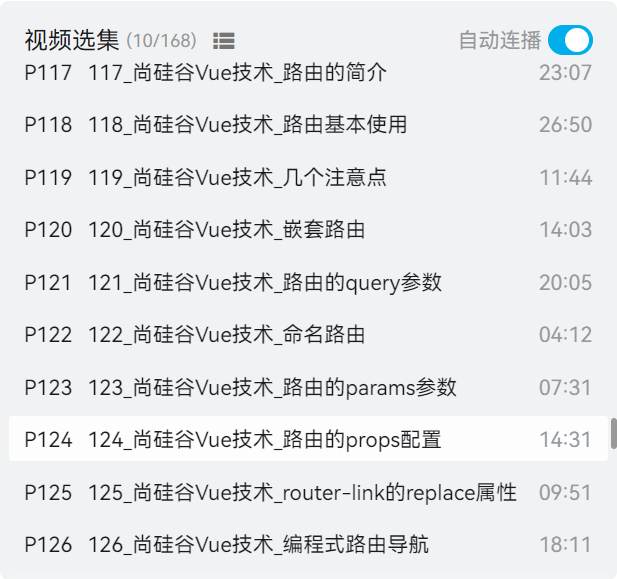 视频选集 (10/168) 自动连播
P117 117_尚硅谷Vue技术_路由的简介 23:07
P118 118_尚硅谷Vue技术_路由基本使用 26:50
P119 119_尚硅谷Vue技术_几个注意点 11:44
P120 120_尚硅谷Vue技术_嵌套路由 14:03
P121 121_尚硅谷Vue技术_路由的query参数 20:05
P122 122_尚硅谷Vue技术_命名路由 04:12
P123 123_尚硅谷Vue技术_路由的params参数 07:31
P124 124_尚硅谷Vue技术_路由的props配置 14:31
P125 125_尚硅谷Vue技术_router-link的replace属性 09:51
P126 126_尚硅谷Vue技术_编程式路由导航 18:11